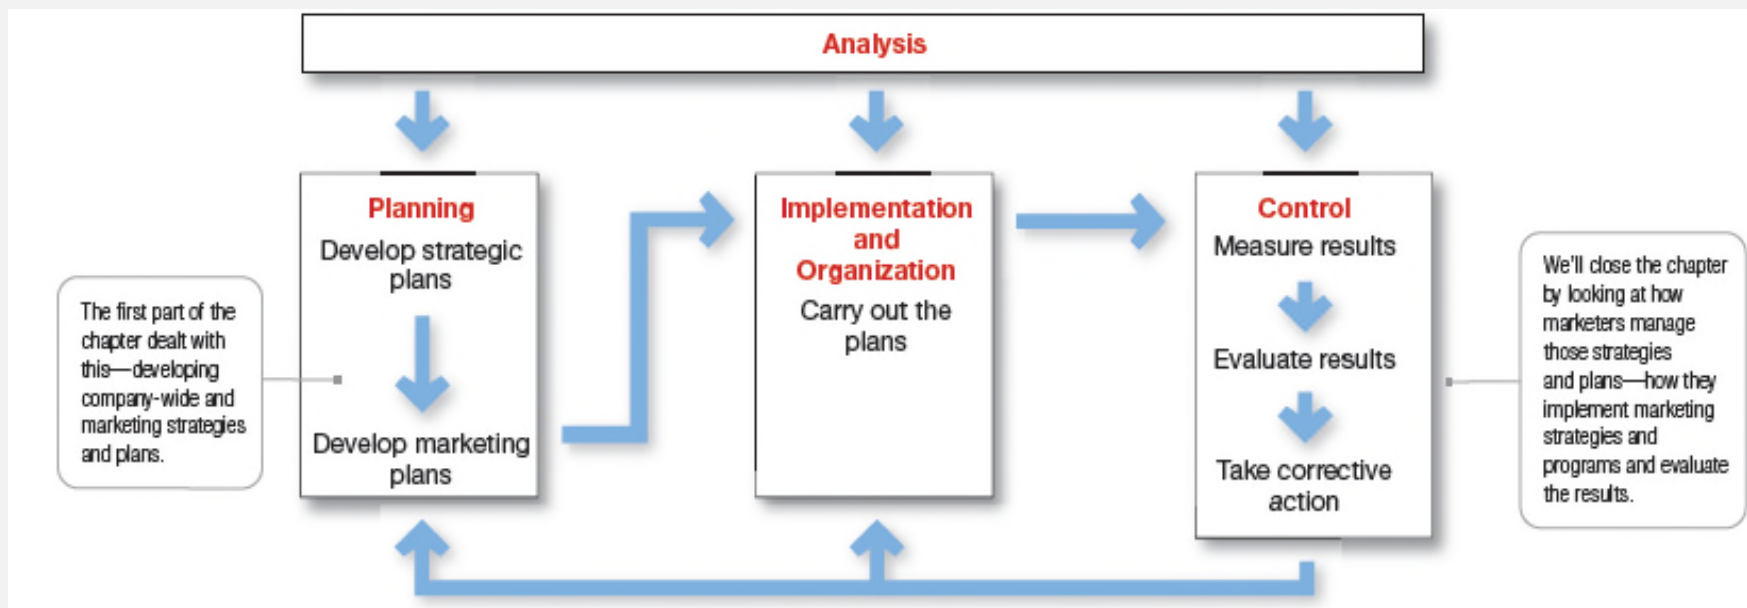 Analysis
Planning
Develop strategic
plans
Develop marketing
plans
The first part of the
chapter dealt with
this—developing
company-wide and
marketing strategies
and plans.
Implementation
and
Organization
Carry out the
plans
Control
Measure results
Evaluate results
Take corrective
action
We'll close the chapter
by looking at how
marketers manage
those strategies
and plans—how they
implement marketing
strategies and
programs and evaluate
the results.